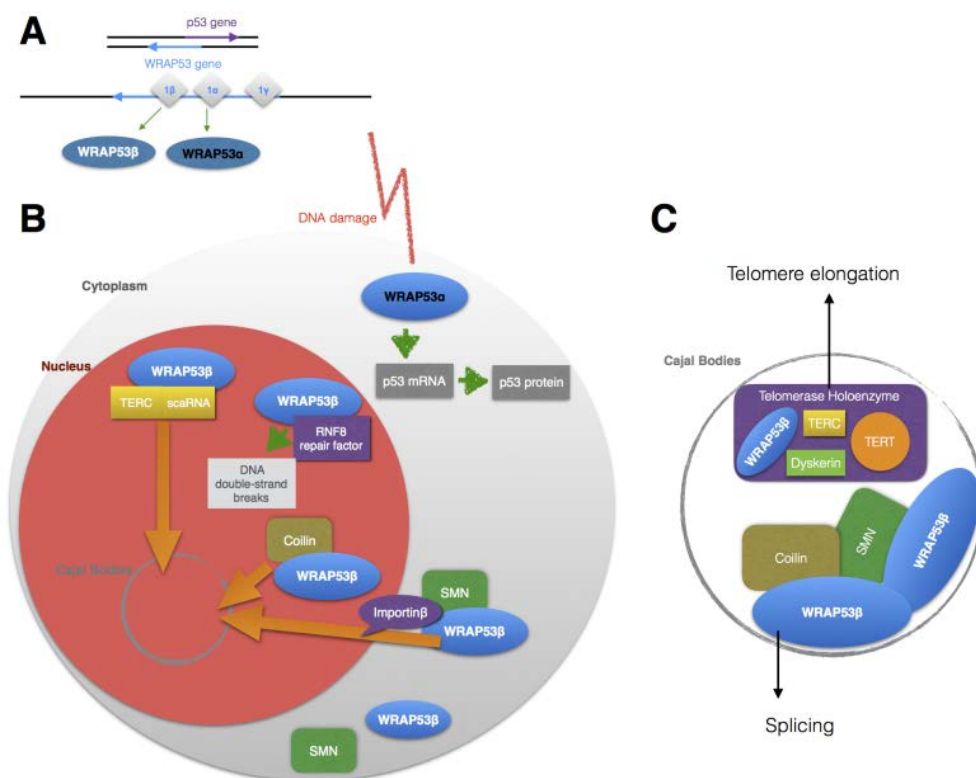 A
p53 gene
WRAP53 gene
1β 1α 1γ
WRAP53β WRAP53α
DNA damage
B
Cytoplasm
WRAP53α
Nucleus
WRAP53β
TERC scaRNA
p53 mRNA
p53 protein
WRAP53β
RNF8
repair factor
DNA
double-strand
breaks
Coilin
WRAP53β
Cajal Bodies
SMN
Importinβ
WRAP53β
WRAP53β
SMN
C
Telomere elongation
Cajal Bodies
Telomerase Holoenzyme
WRAP53β
TERC
TERT
Dyskerin
Coilin
SMN
WRAP53β
WRAP53β
Splicing